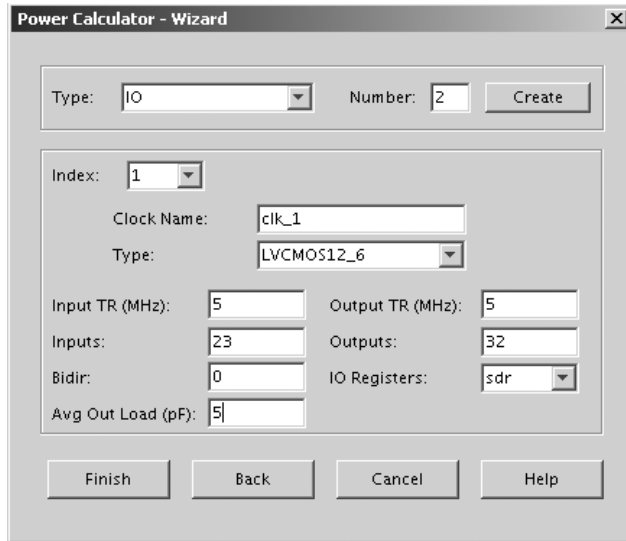 Power Calculator - Wizard
Type: IO Number: 2 Create
Index: 1
Clock Name: clk_1
Type: LVCMOS12_6
Input TR (MHz): 5 Output TR (MHz): 5
Inputs: 23 Outputs: 32
Bidir: 0 IO Registers: sdr
Avg Out Load (pF): 5
Finish Back Cancel Help